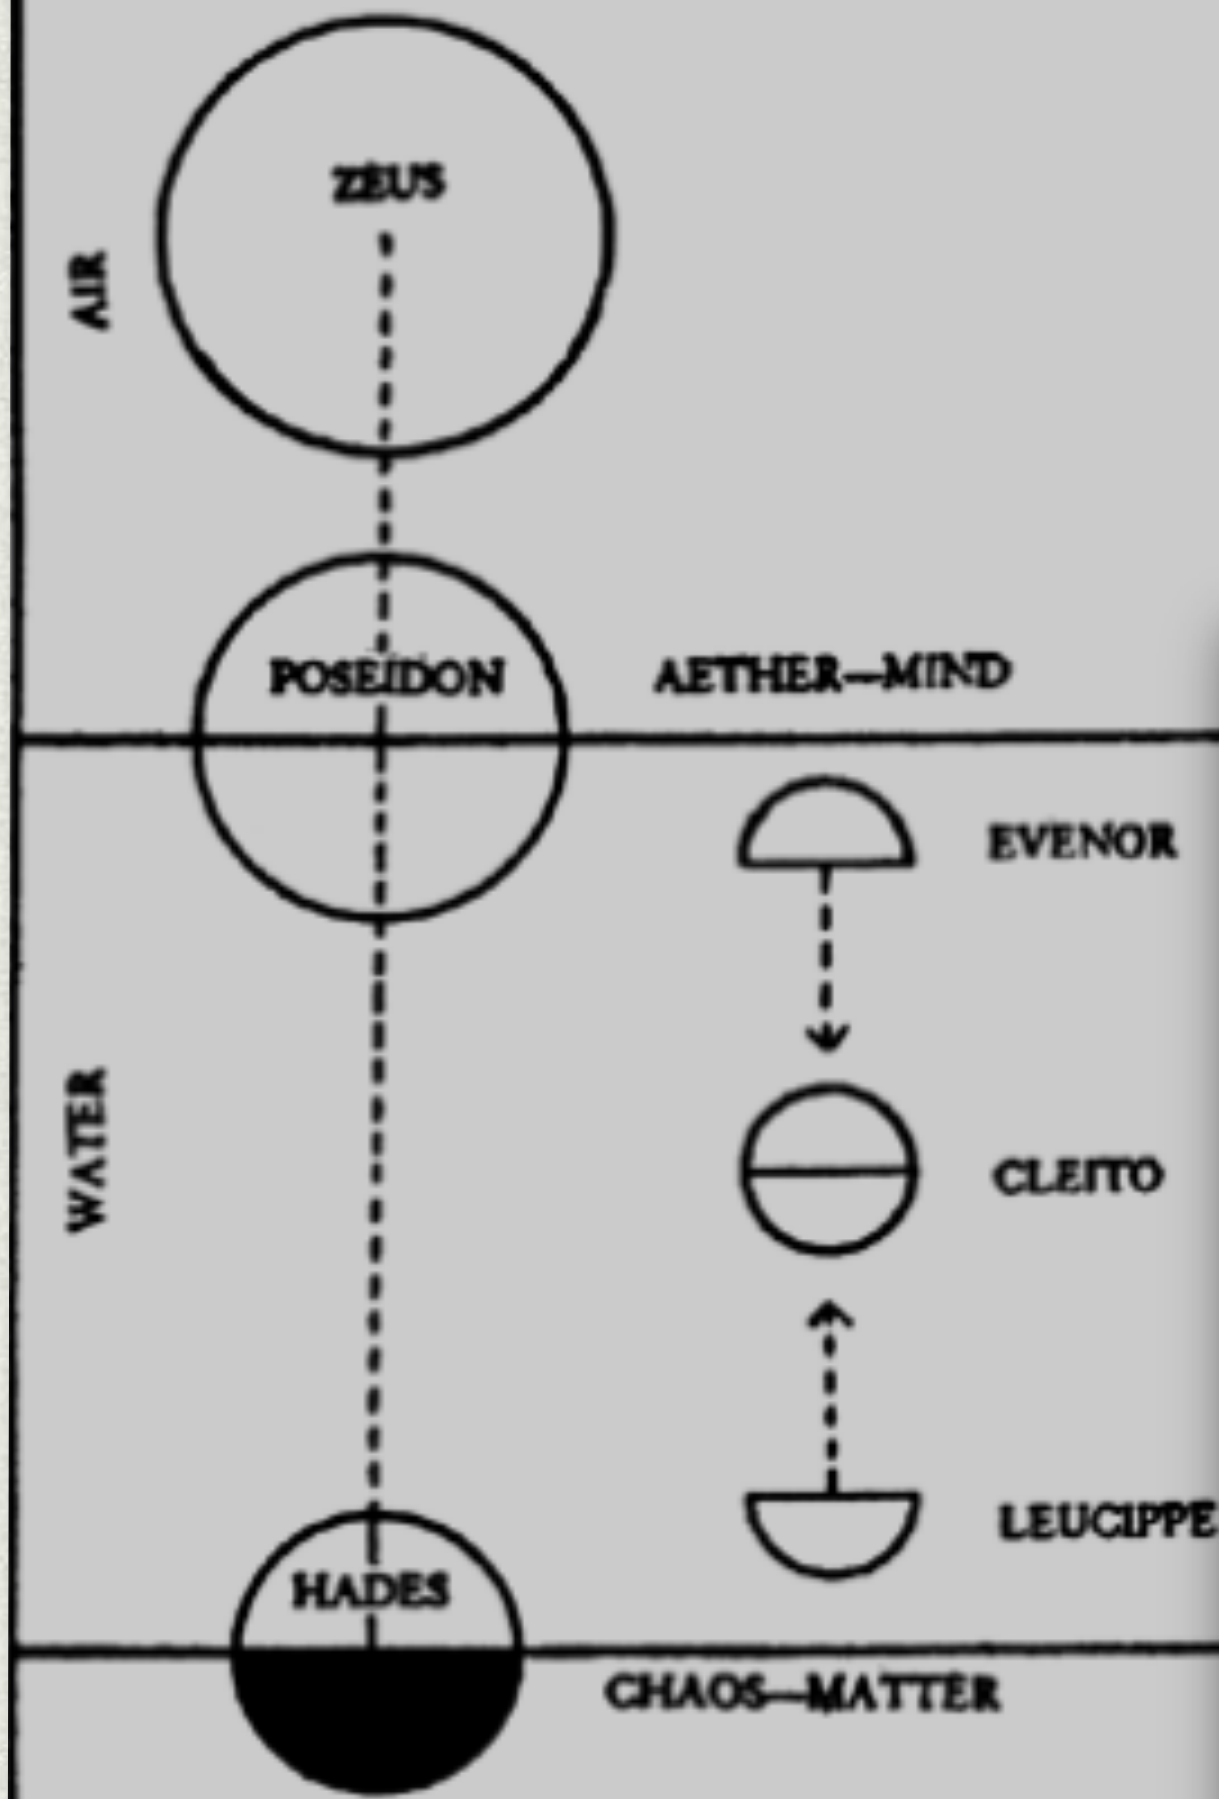 ZEUS
AIR
POSEIDON
AETHER—MIND
EVENOR
WATER
CLEITO
LEUCIPPE
HADES
CHAOS—MATTER